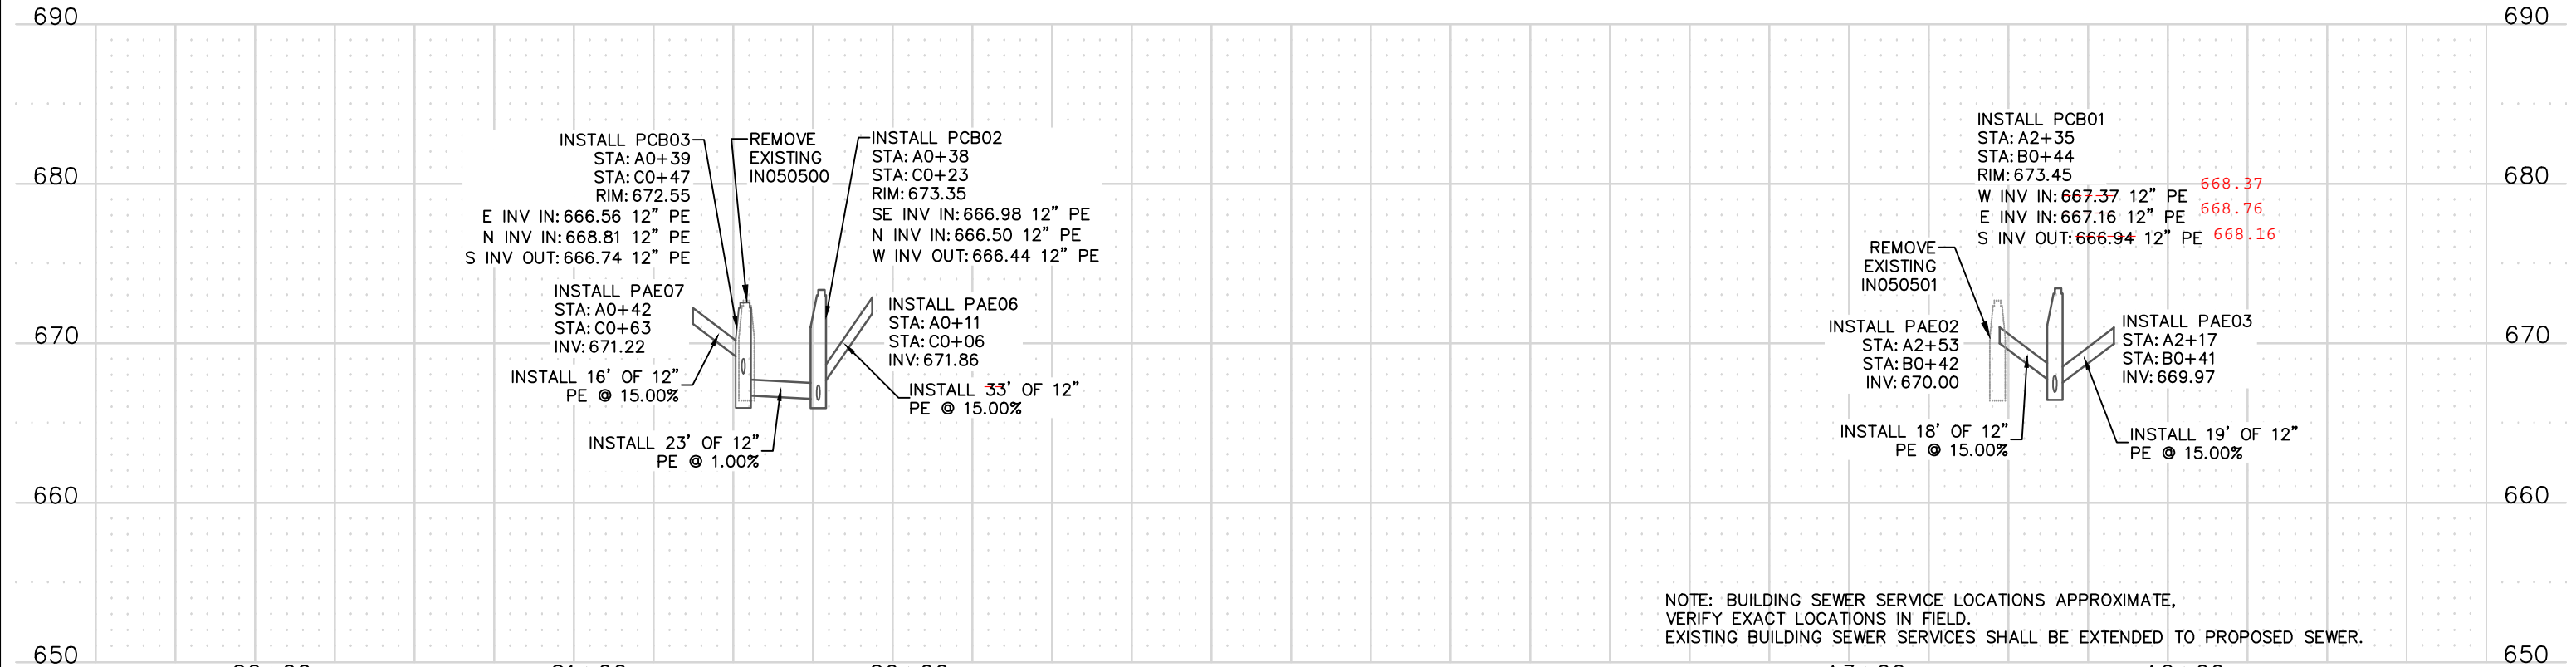 690
690
INSTALL PCB03
STA: A0+39
STA: C0+47
RIM: 672.55
E INV IN: 666.56 12" PE
N INV IN: 668.81 12" PE
S INV OUT: 666.74 12" PE
REMOVE
EXISTING
IN050500
INSTALL PCB02
STA: A0+38
STA: C0+23
RIM: 673.35
SE INV IN: 666.98 12" PE
N INV IN: 666.50 12" PE
W INV OUT: 666.44 12" PE
INSTALL PCB01
STA: A2+35
STA: B0+44
RIM: 673.45
W INV IN: 667.37 12" PE 668.37
E INV IN: 667.16 12" PE 668.76
S INV OUT: 666.94 12" PE 668.16
680
680
REMOVE
EXISTING
IN050501
INSTALL PAE07
STA: A0+42
STA: C0+63
INV: 671.22
INSTALL PAE06
STA: A0+11
STA: C0+06
INV: 671.86
INSTALL PAE02
STA: A2+53
STA: B0+42
INV: 670.00
INSTALL PAE03
STA: A2+17
STA: B0+41
INV: 669.97
670
670
INSTALL 16' OF 12"
PE @ 15.00%
INSTALL 33' OF 12"
PE @ 15.00%
INSTALL 23' OF 12"
PE @ 1.00%
INSTALL 18' OF 12"
PE @ 15.00%
INSTALL 19' OF 12"
PE @ 15.00%
660
660
NOTE: BUILDING SEWER SERVICE LOCATIONS APPROXIMATE,
VERIFY EXACT LOCATIONS IN FIELD.
EXISTING BUILDING SEWER SERVICES SHALL BE EXTENDED TO PROPOSED SEWER.
650
650